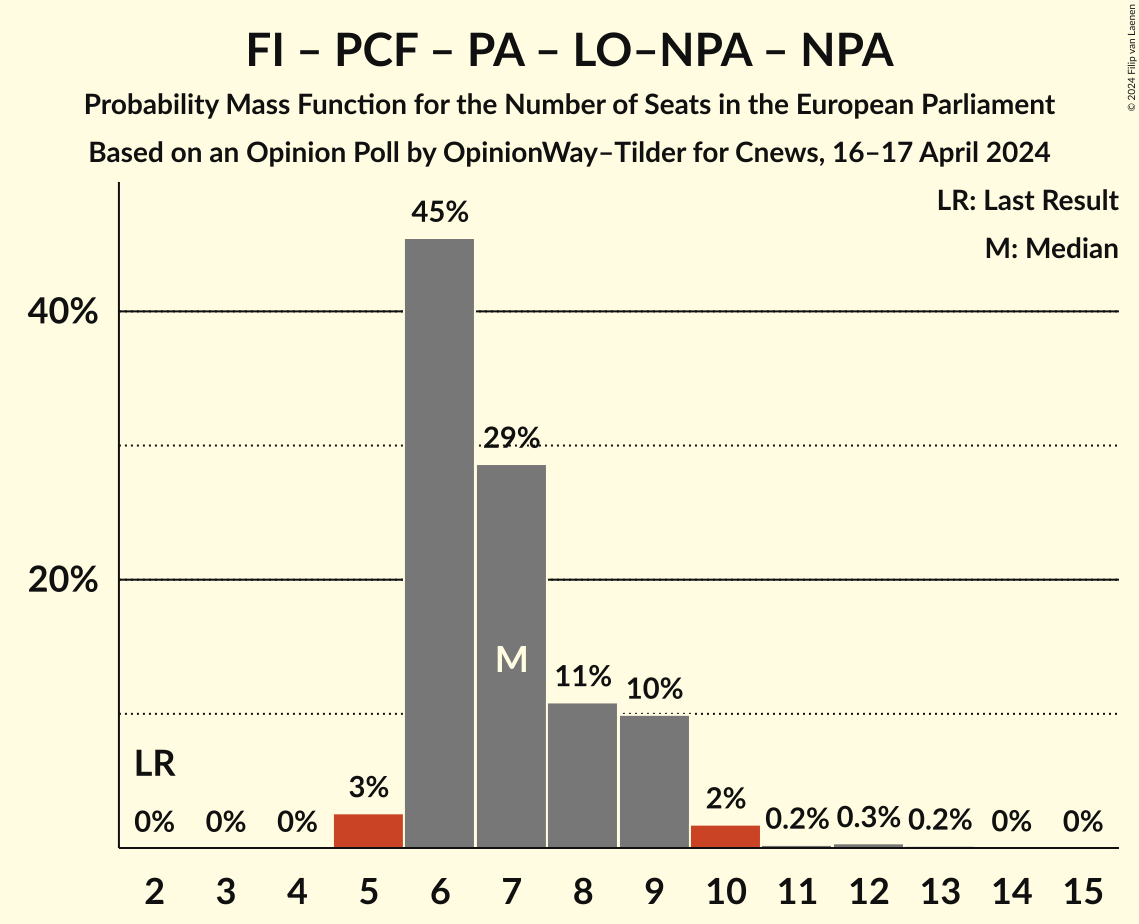 FI – PCF – PA – LO–NPA – NPA
Probability Mass Function for the Number of Seats in the European Parliament
Based on an Opinion Poll by OpinionWay–Tilder for Cnews, 16–17 April 2024
© 2024 Filip van Laenen
LR: Last Result
M: Median
45%
40%
29%
20%
M
11%
10%
LR
3%
2%
0% 0% 0% 0.2% 0.3% 0.2% 0% 0%
2 3 4 5 6 7 8 9 10 11 12 13 14 15